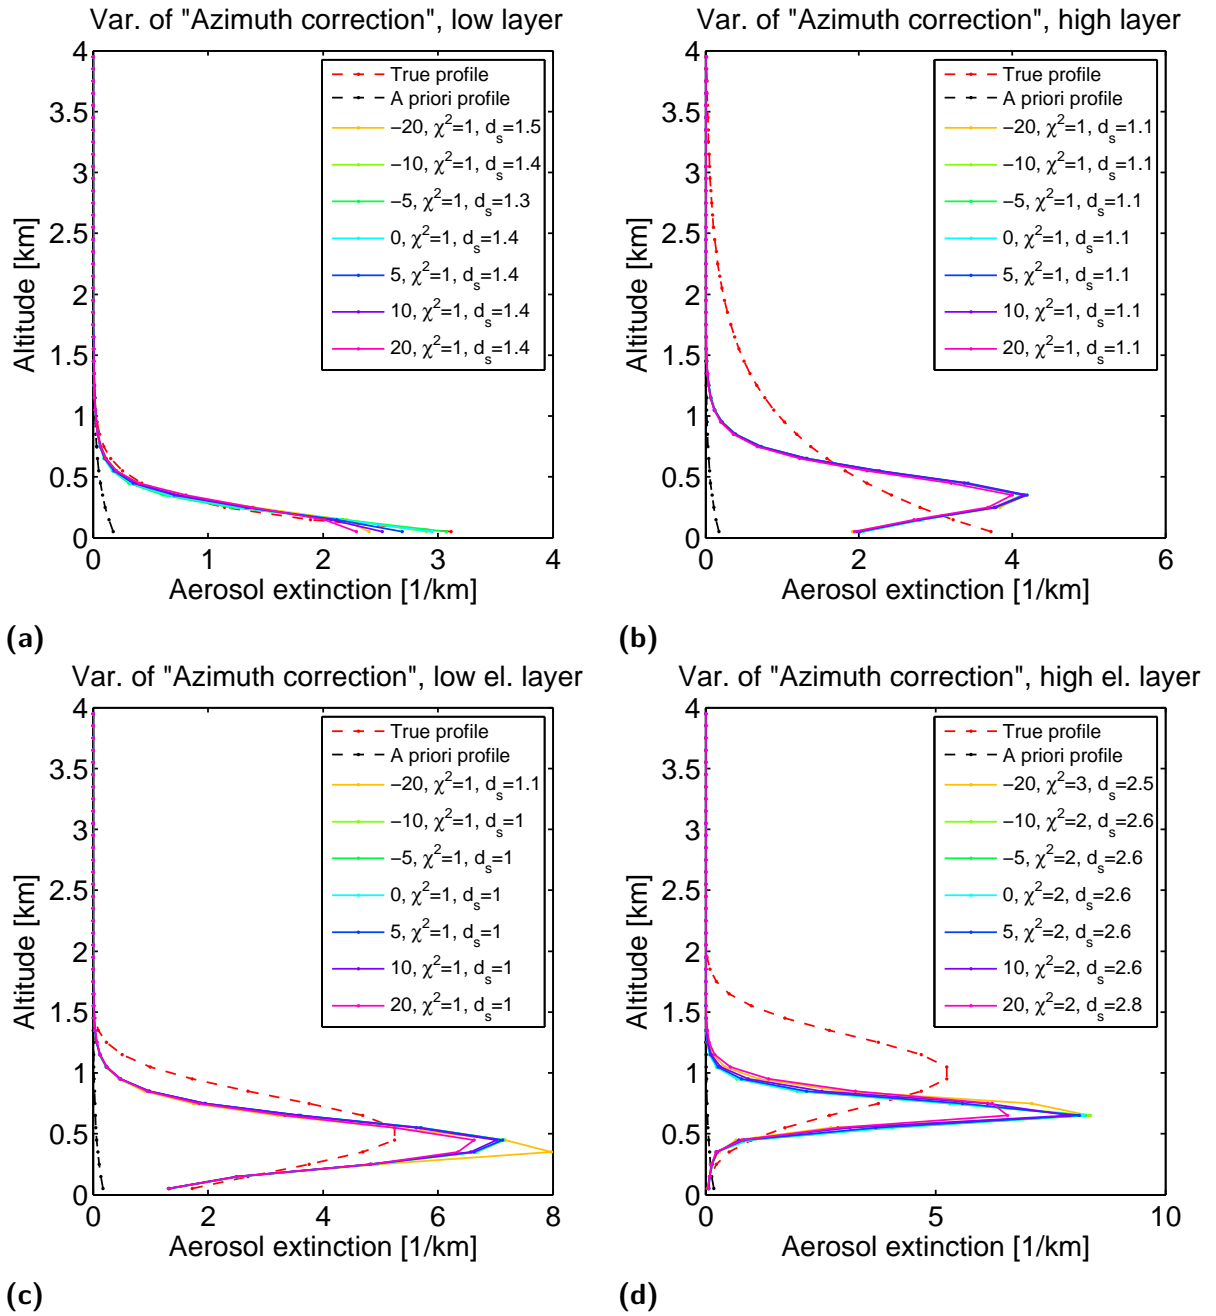 Var. of "Azimuth correction", low layer
4
3.5
3
2.5
2
1.5
1
0.5
0
Altitude [km]
True profile
A priori profile
−20, χ²=1, dₛ=1.5
−10, χ²=1, dₛ=1.4
−5, χ²=1, dₛ=1.3
0, χ²=1, dₛ=1.4
5, χ²=1, dₛ=1.4
10, χ²=1, dₛ=1.4
20, χ²=1, dₛ=1.4
0 1 2 3 4
Aerosol extinction [1/km]
(a)
Var. of "Azimuth correction", high layer
4
3.5
3
2.5
2
1.5
1
0.5
0
Altitude [km]
True profile
A priori profile
−20, χ²=1, dₛ=1.1
−10, χ²=1, dₛ=1.1
−5, χ²=1, dₛ=1.1
0, χ²=1, dₛ=1.1
5, χ²=1, dₛ=1.1
10, χ²=1, dₛ=1.1
20, χ²=1, dₛ=1.1
0 2 4 6
Aerosol extinction [1/km]
(b)
Var. of "Azimuth correction", low el. layer
4
3.5
3
2.5
2
1.5
1
0.5
0
Altitude [km]
True profile
A priori profile
−20, χ²=1, dₛ=1.1
−10, χ²=1, dₛ=1
−5, χ²=1, dₛ=1
0, χ²=1, dₛ=1
5, χ²=1, dₛ=1
10, χ²=1, dₛ=1
20, χ²=1, dₛ=1
0 2 4 6 8
Aerosol extinction [1/km]
(c)
Var. of "Azimuth correction", high el. layer
4
3.5
3
2.5
2
1.5
1
0.5
0
Altitude [km]
True profile
A priori profile
−20, χ²=3, dₛ=2.5
−10, χ²=2, dₛ=2.6
−5, χ²=2, dₛ=2.6
0, χ²=2, dₛ=2.6
5, χ²=2, dₛ=2.6
10, χ²=2, dₛ=2.6
20, χ²=2, dₛ=2.8
0 5 10
Aerosol extinction [1/km]
(d)